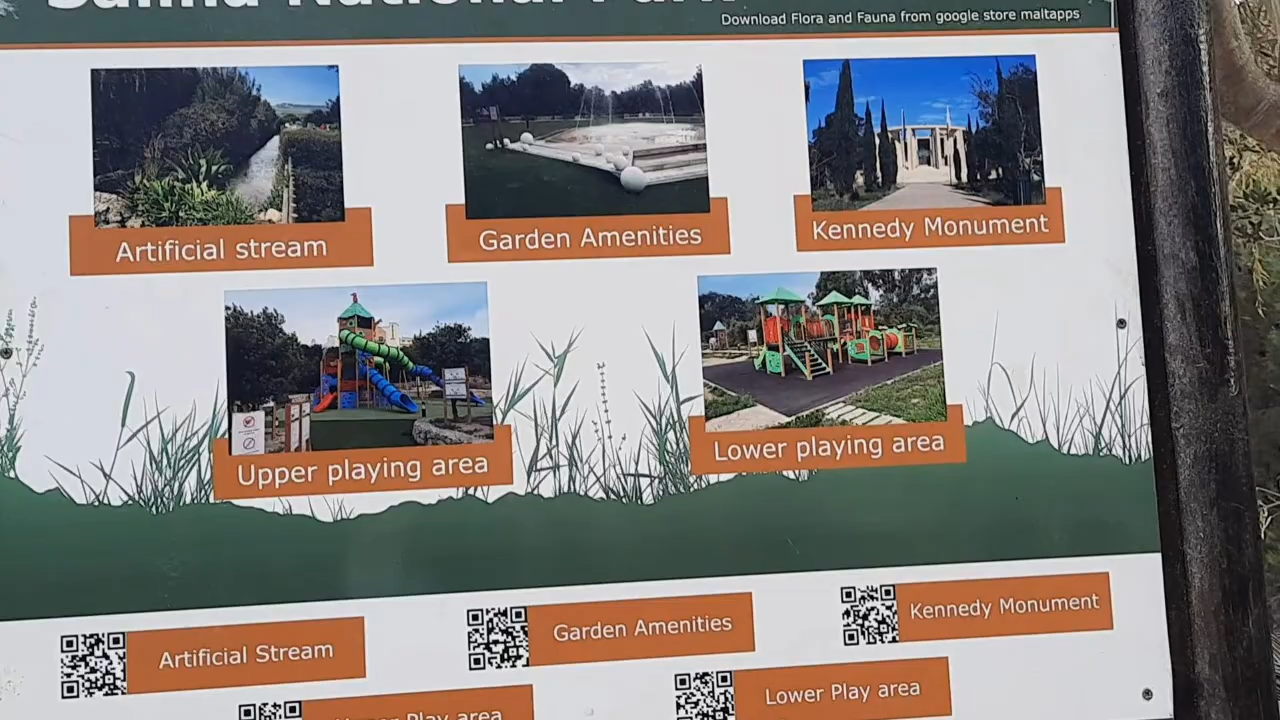 National Park
Download Flora and Fauna from google store maltapps
Artificial stream
Garden Amenities
Kennedy Monument
Upper playing area
Lower playing area
Artificial Stream
Garden Amenities
Kennedy Monument
Upper Play area
Lower Play area